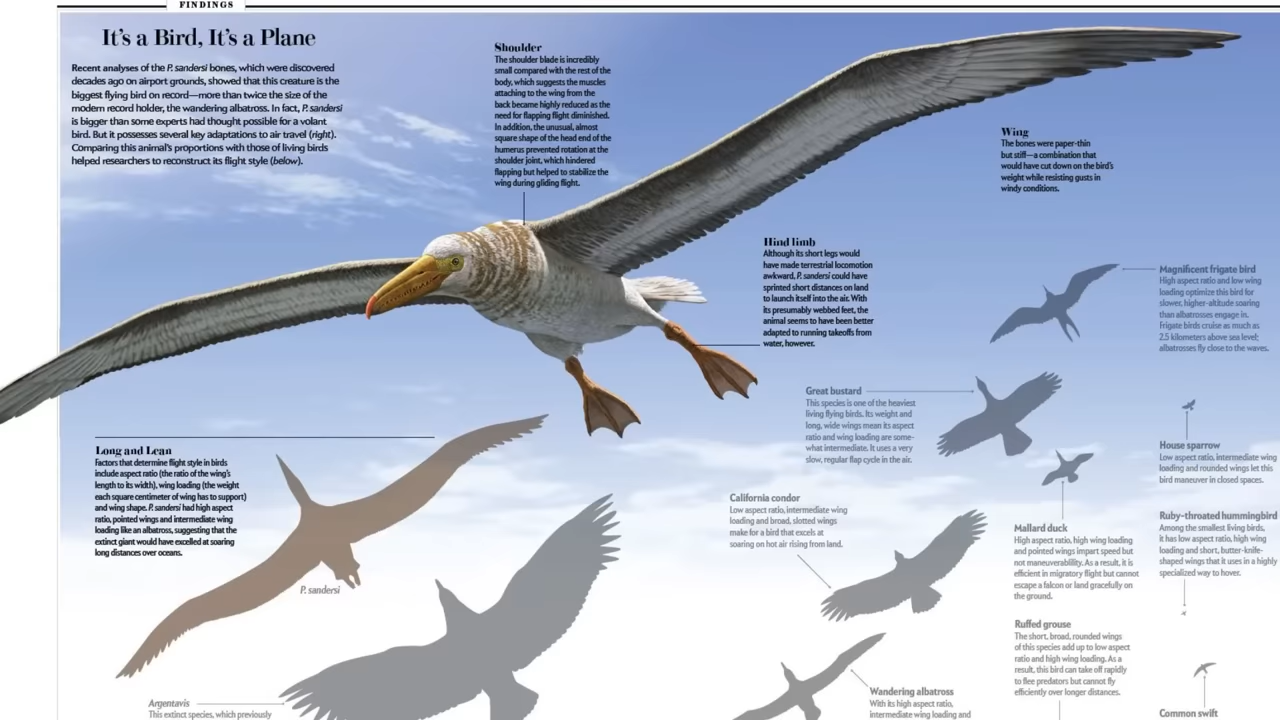 FINDINGS
It's a Bird, It's a Plane
Recent analyses of the P. sandersi bones, which were discovered
decades ago on airport grounds, showed that this creature is the
biggest flying bird on record—more than twice the size of the
modern record holder, the wandering albatross. In fact, P. sandersi
is bigger than some experts had thought possible for a volant
bird. But it possesses several key adaptations to air travel (right).
Comparing this animal's proportions with those of living birds
helped researchers to reconstruct its flight style (below).
Shoulder
The shoulder blade is incredibly
small compared with the rest of the
body, which suggests the muscles
attaching to the wing from the
back became highly reduced as the
need for flapping flight diminished.
In addition, the unusual, almost
square shape of the head end of the
humerus prevented rotation at the
shoulder joint, which hindered
flapping but helped to stabilize the
wing during gliding flight.
Wing
The bones were paper-thin
but stiff—a combination that
would have cut down on the bird's
weight while resisting gusts in
windy conditions.
Hind limb
Although its short legs would
have made terrestrial locomotion
awkward, P. sandersi could have
sprinted short distances on land
to launch itself into the air. With
its presumably webbed feet, the
animal seems to have been better
adapted to running takeoffs from
water, however.
Magnificent frigate bird
High aspect ratio and low wing
loading optimize this bird for
slower, higher-altitude soaring
than albatrosses engage in.
Frigate birds cruise as much as
2.5 kilometers above sea level;
albatrosses fly close to the waves.
Great bustard
This species is one of the heaviest
living flying birds. Its weight and
long, wide wings mean its aspect
ratio and wing loading are some-
what intermediate. It uses a very
slow, regular flap cycle in the air.
House sparrow
Low aspect ratio, intermediate wing
loading and rounded wings let this
bird maneuver in closed spaces.
Long and Lean
Factors that determine flight style in birds
include aspect ratio (the ratio of the wing's
length to its width), wing loading (the weight
each square centimeter of wing has to support)
and wing shape. P. sandersi had high aspect
ratio, pointed wings and intermediate wing
loading like an albatross, suggesting that the
extinct giant would have excelled at soaring
long distances over oceans.
P. sandersi
California condor
Low aspect ratio, intermediate wing
loading and broad, slotted wings
make for a bird that excels at
soaring on hot air rising from land.
Mallard duck
High aspect ratio, high wing loading
and pointed wings impart speed but
not maneuverability. As a result, it is
efficient in migratory flight but cannot
escape a falcon or land gracefully on
the ground.
Ruby-throated hummingbird
Among the smallest living birds,
it has low aspect ratio, high wing
loading and short, butter-knife-
shaped wings that it uses in a highly
specialized way to hover.
Ruffed grouse
The short, broad, rounded wings
of this species add up to low aspect
ratio and high wing loading. As a
result, this bird can take off rapidly
to flee predators but cannot fly
efficiently over longer distances.
Argentavis
This extinct species, which previously
Wandering albatross
With its high aspect ratio,
intermediate wing loading and
Common swift